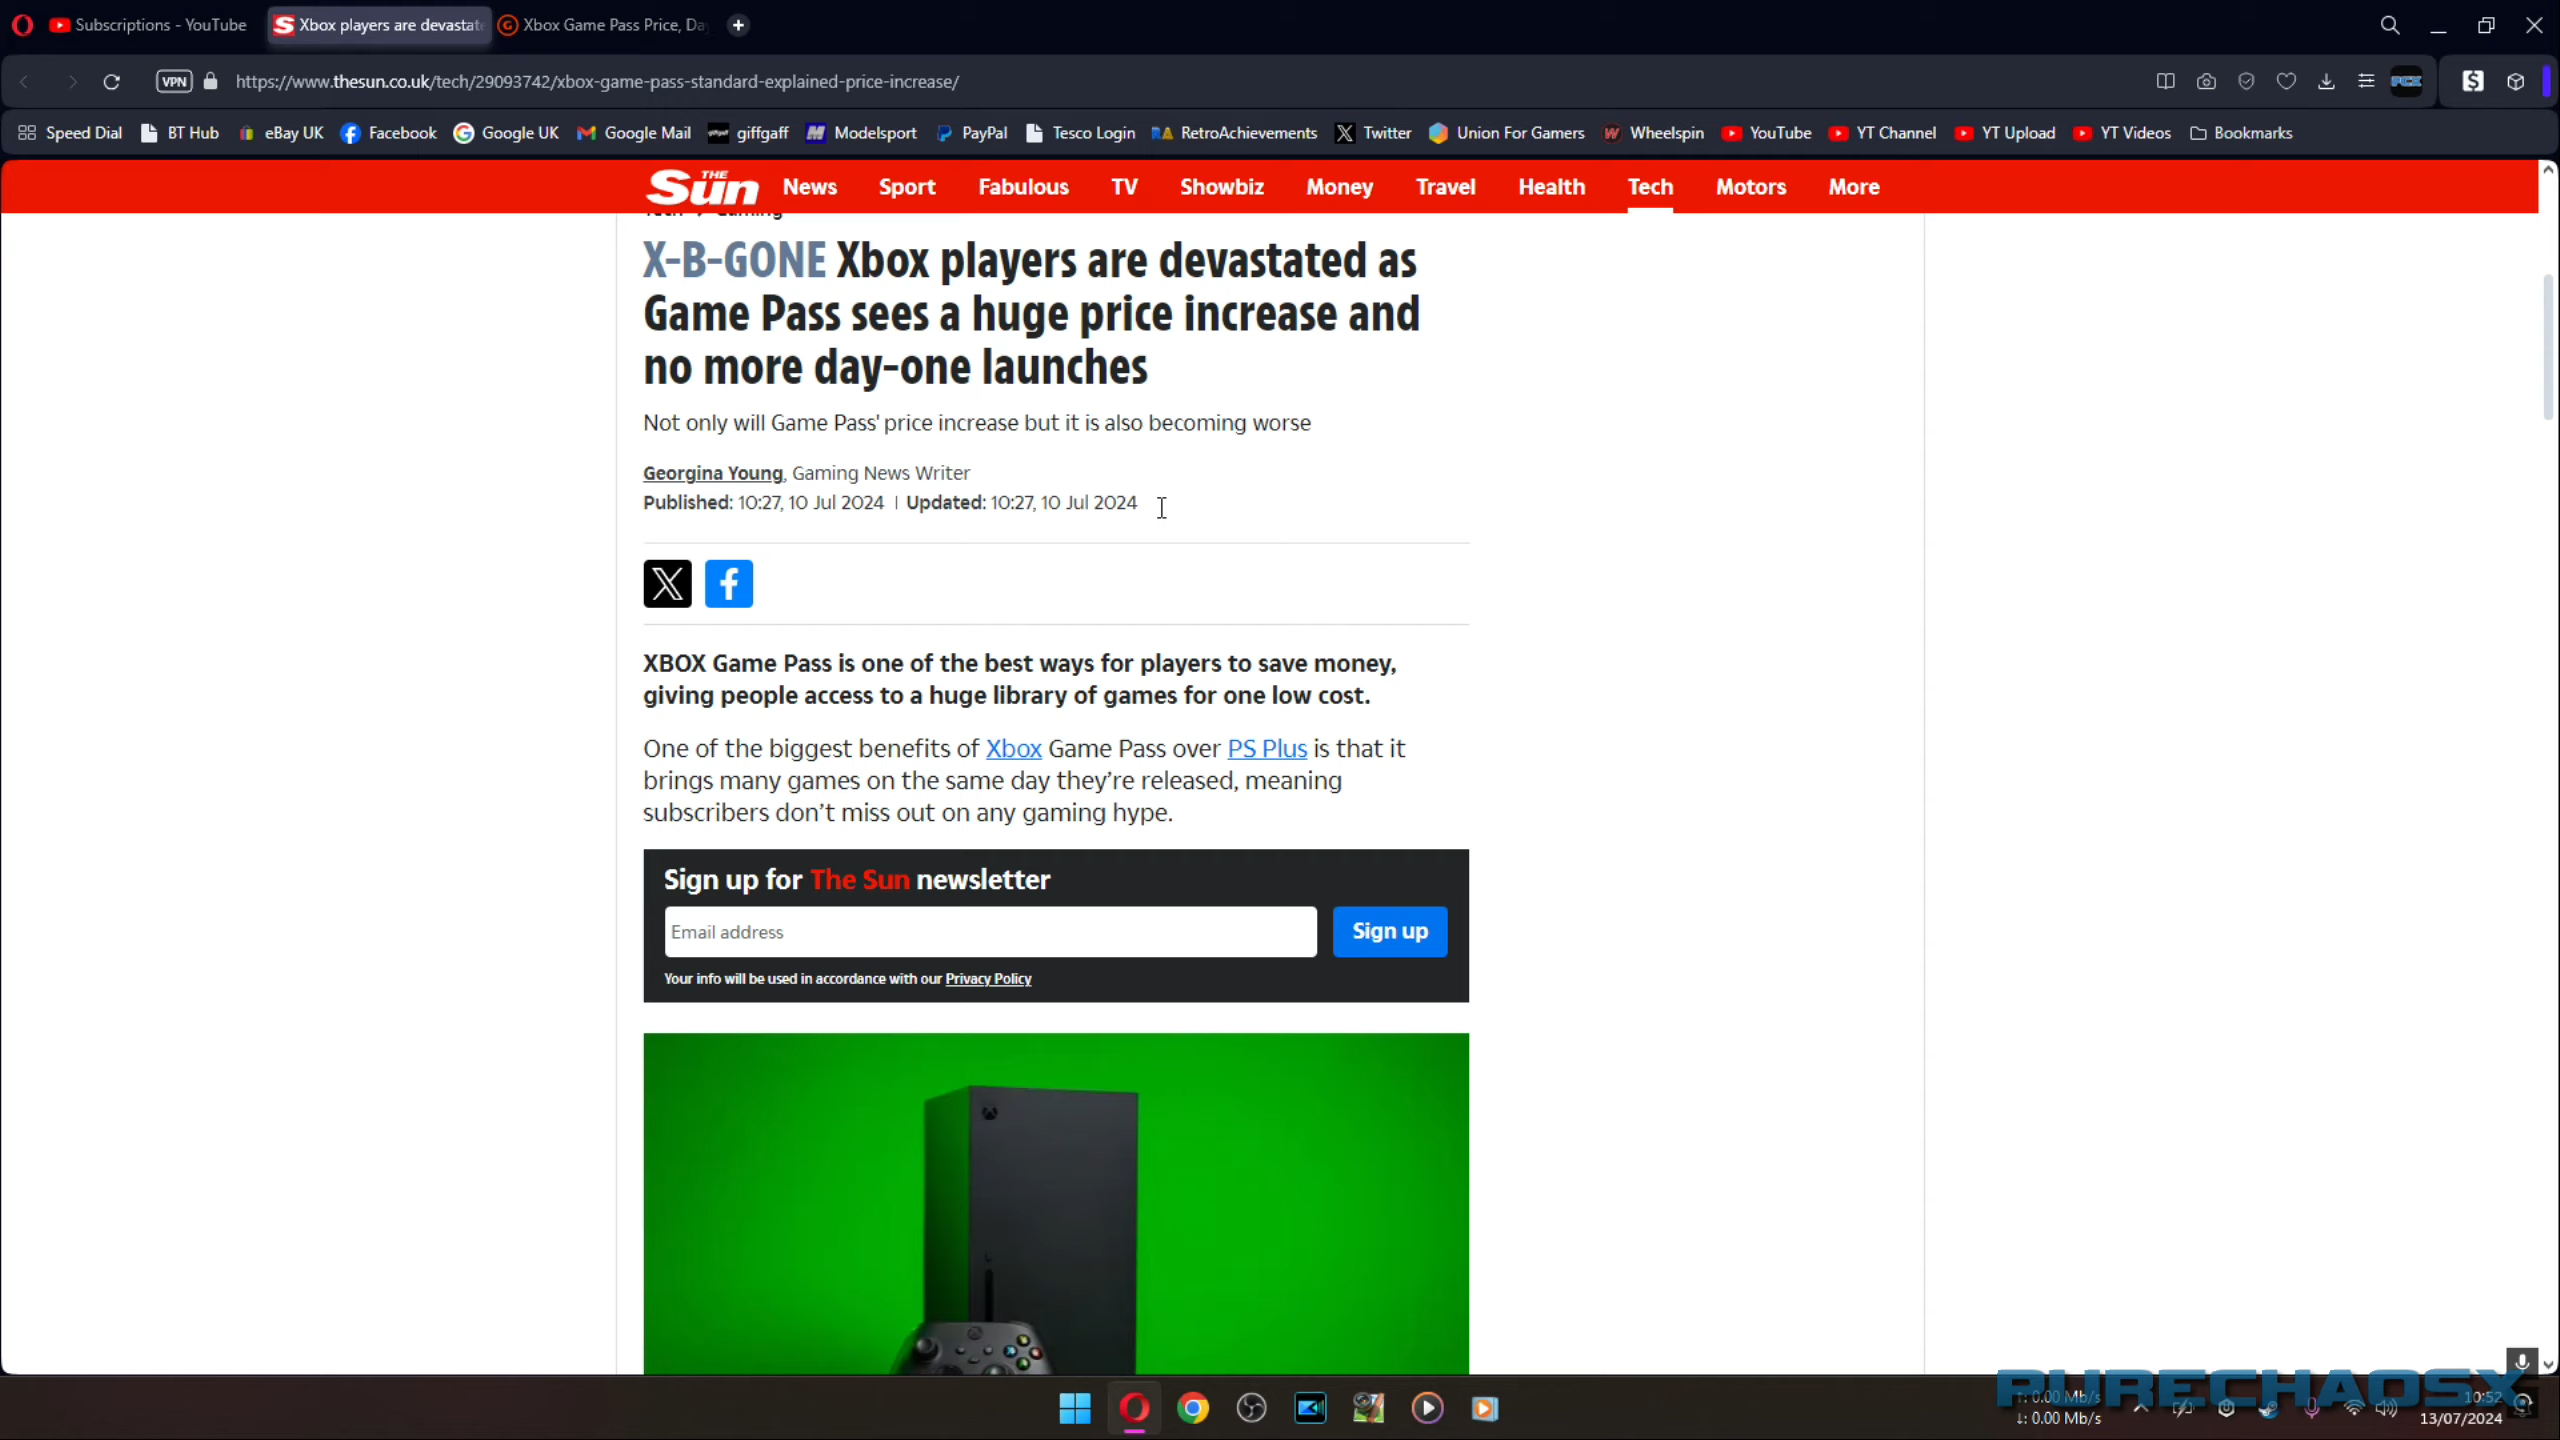 Subscriptions - YouTube
Xbox players are devastat
Xbox Game Pass Price, Da
VPN
https://www.thesun.co.uk/tech/29093742/xbox-game-pass-standard-explained-price-increase/
PCX
Speed Dial BT Hub eBay UK Facebook Google UK Google Mail giffgaff Modelsport PayPal Tesco Login RetroAchievements Twitter Union For Gamers Wheelspin YouTube YT Channel YT Upload YT Videos Bookmarks
THE Sun News Sport Fabulous TV Showbiz Money Travel Health Tech Motors More
X-B-GONE Xbox players are devastated as
Game Pass sees a huge price increase and
no more day-one launches
Not only will Game Pass' price increase but it is also becoming worse
Georgina Young, Gaming News Writer
Published: 10:27, 10 Jul 2024 | Updated: 10:27, 10 Jul 2024
XBOX Game Pass is one of the best ways for players to save money,
giving people access to a huge library of games for one low cost.
One of the biggest benefits of Xbox Game Pass over PS Plus is that it
brings many games on the same day they're released, meaning
subscribers don't miss out on any gaming hype.
Sign up for The Sun newsletter
Email address
Sign up
Your info will be used in accordance with our Privacy Policy
PURECHAOSX
↑: 0.00 Mb/s
↓: 0.00 Mb/s
10:52
13/07/2024